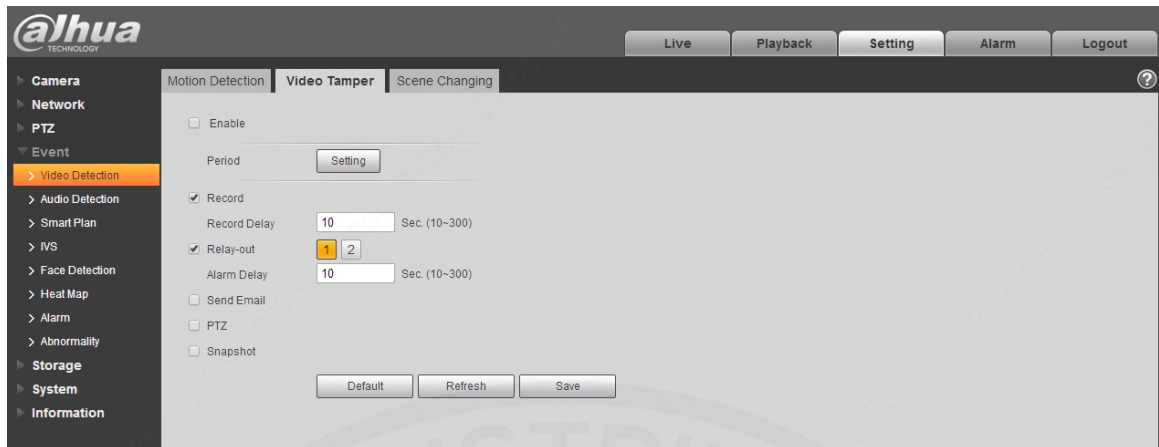 alhua
TECHNOLOGY
Live Playback Setting Alarm Logout
Camera
Network
PTZ
Event
Video Detection
Audio Detection
Smart Plan
IVS
Face Detection
Heat Map
Alarm
Abnormality
Storage
System
Information
Motion Detection Video Tamper Scene Changing
?
Enable
Period Setting
Record
Record Delay 10 Sec. (10~300)
Relay-out 1 2
Alarm Delay 10 Sec. (10~300)
Send Email
PTZ
Snapshot
Default Refresh Save